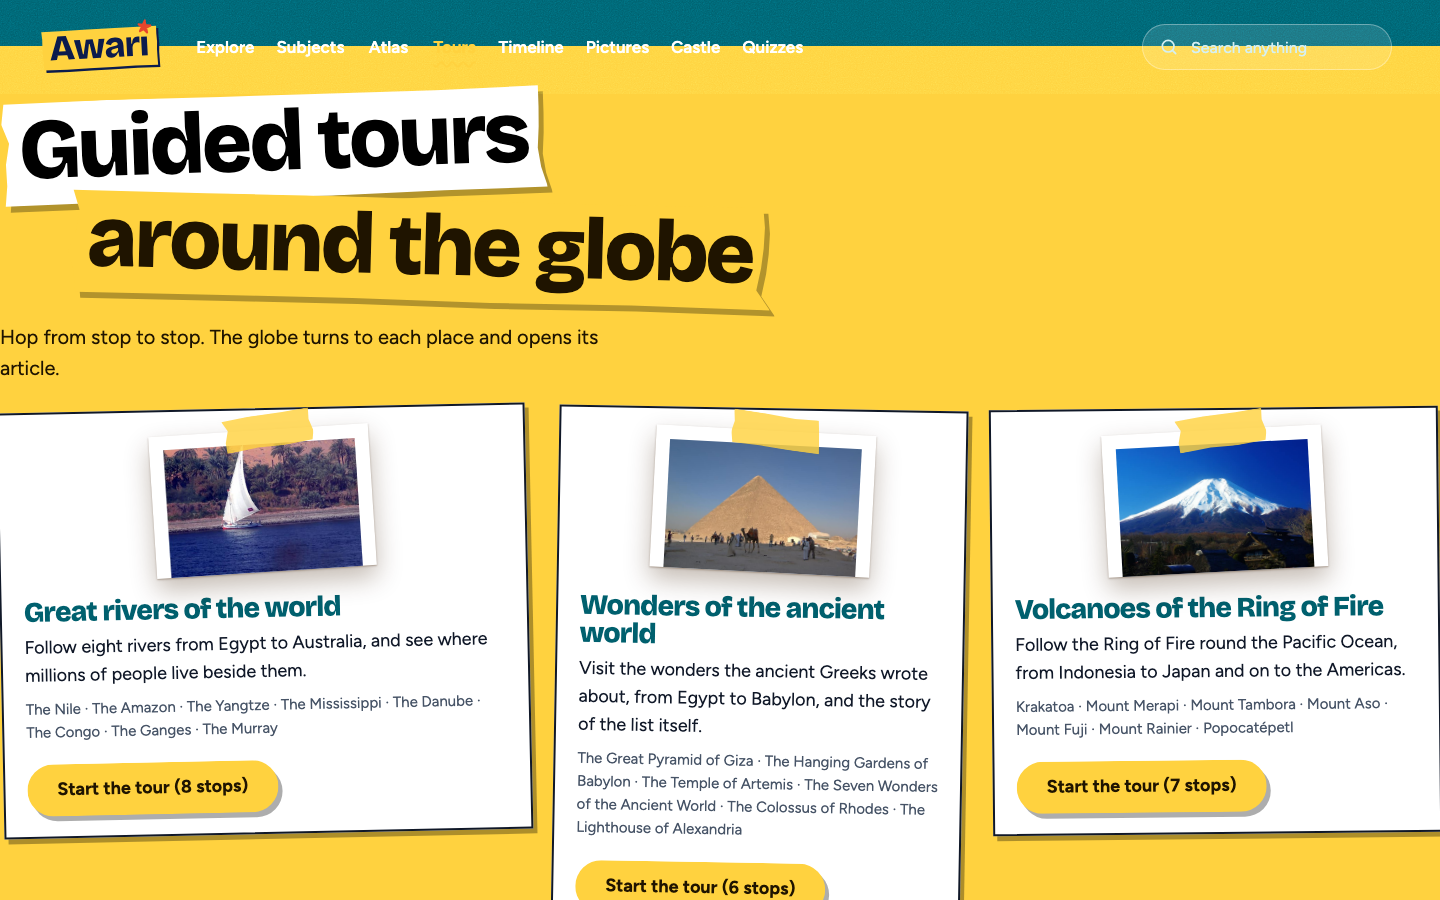 Awari
Explore Subjects Atlas Tours Timeline Pictures Castle Quizzes
Search anything
Guided tours
around the globe
Hop from stop to stop. The globe turns to each place and opens its
article.
Great rivers of the world
Follow eight rivers from Egypt to Australia, and see where
millions of people live beside them.
The Nile · The Amazon · The Yangtze · The Mississippi · The Danube ·
The Congo · The Ganges · The Murray
Start the tour (8 stops)
Wonders of the ancient
world
Visit the wonders the ancient Greeks wrote
about, from Egypt to Babylon, and the story
of the list itself.
The Great Pyramid of Giza · The Hanging Gardens of
Babylon · The Temple of Artemis · The Seven Wonders
of the Ancient World · The Colossus of Rhodes · The
Lighthouse of Alexandria
Start the tour (6 stops)
Volcanoes of the Ring of Fire
Follow the Ring of Fire round the Pacific Ocean,
from Indonesia to Japan and on to the Americas.
Krakatoa · Mount Merapi · Mount Tambora · Mount Aso ·
Mount Fuji · Mount Rainier · Popocatépetl
Start the tour (7 stops)